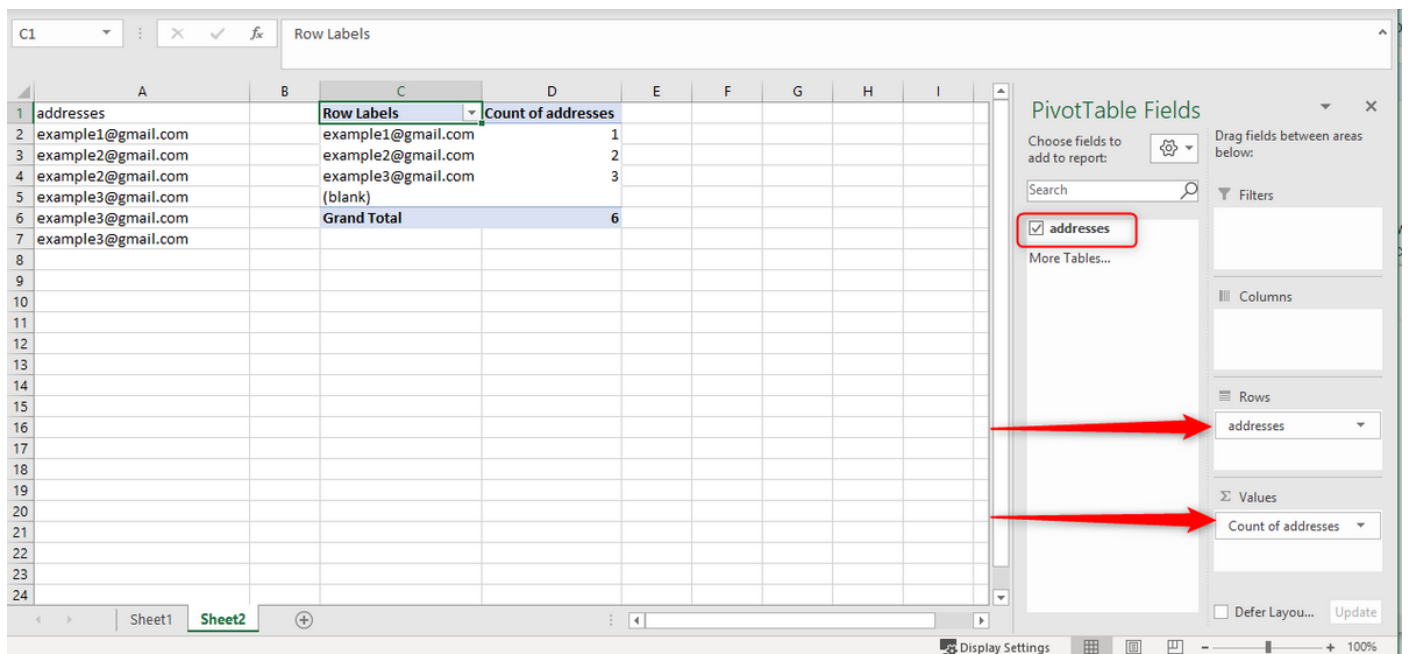 C1 fx Row Labels
A B C D E F G H I
1 addresses Row Labels Count of addresses
2 example1@gmail.com example1@gmail.com 1
3 example2@gmail.com example2@gmail.com 2
4 example2@gmail.com example3@gmail.com 3
5 example3@gmail.com (blank)
6 example3@gmail.com Grand Total 6
7 example3@gmail.com
8
9
10
11
12
13
14
15
16
17
18
19
20
21
22
23
24
Sheet1 Sheet2
PivotTable Fields
Choose fields to
add to report:
Search
addresses
More Tables...
Drag fields between areas
below:
Filters
Columns
Rows
addresses
Σ Values
Count of addresses
Defer Layou... Update
Display Settings 100%